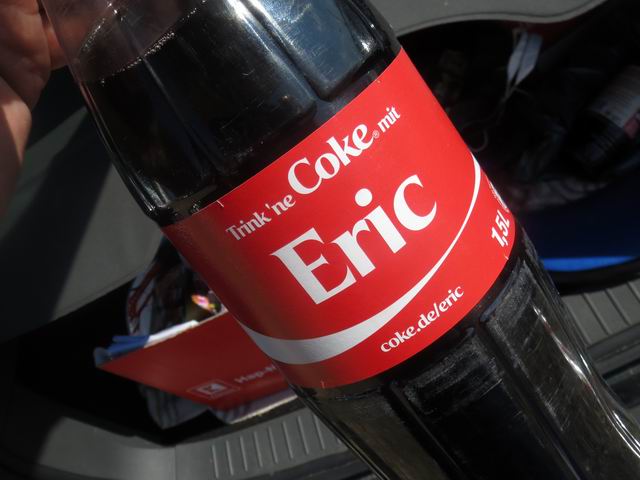 Trink'ne Coke® mit
Eric
1,5L
coke.de/eric